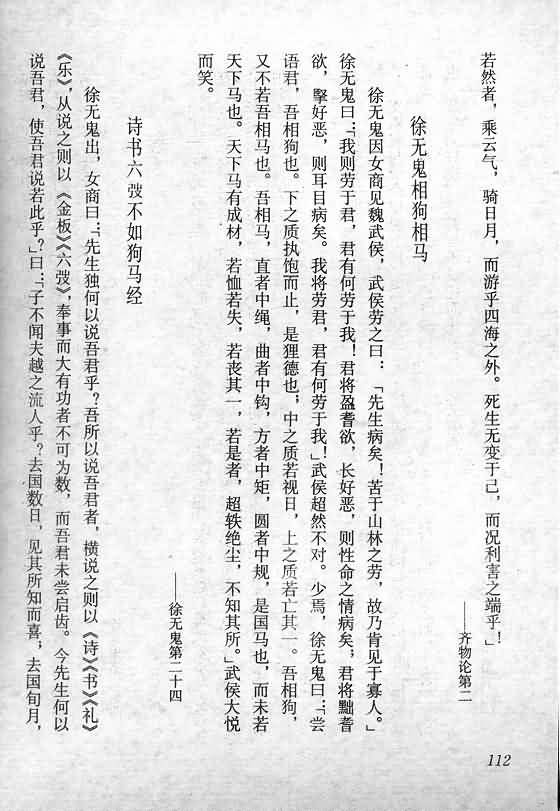 若然者，乘云气，骑日月，而游乎四海之外。死生无变于己，而况利害之端乎！」
——齐物论第二
徐无鬼相狗相马
徐无鬼因女商见魏武侯，武侯劳之曰：「先生病矣！苦于山林之劳，故乃肯见于寡人。」
徐无鬼曰：「我则劳于君，君有何劳于我！君将盈耆欲，长好恶，则性命之情病矣；君将黜耆
欲，掔好恶，则耳目病矣。我将劳君，君有何劳于我！」武侯超然不对。少焉，徐无鬼曰：「尝
语君，吾相狗也。下之质执饱而止，是狸德也；中之质若视日，上之质若亡其一。吾相狗，
又不若吾相马也。吾相马，直者中绳，曲者中钩，方者中矩，圆者中规，是国马也，而未若
天下马也。天下马有成材，若恤若失，若丧其一，若是者，超轶绝尘，不知其所。」武侯大悦
而笑。
——徐无鬼第二十四
诗书六弢不如狗马经
徐无鬼出，女商曰：「先生独何以说吾君乎？吾所以说吾君者，横说之则以《诗》《书》《礼》
《乐》，从说之则以《金板》《六弢》，奉事而大有功者不可为数，而吾君未尝启齿。今先生何以
说吾君，使吾君说若此乎？」曰：「子不闻夫越之流人乎？去国数日，见其所知而喜；去国旬月，
112